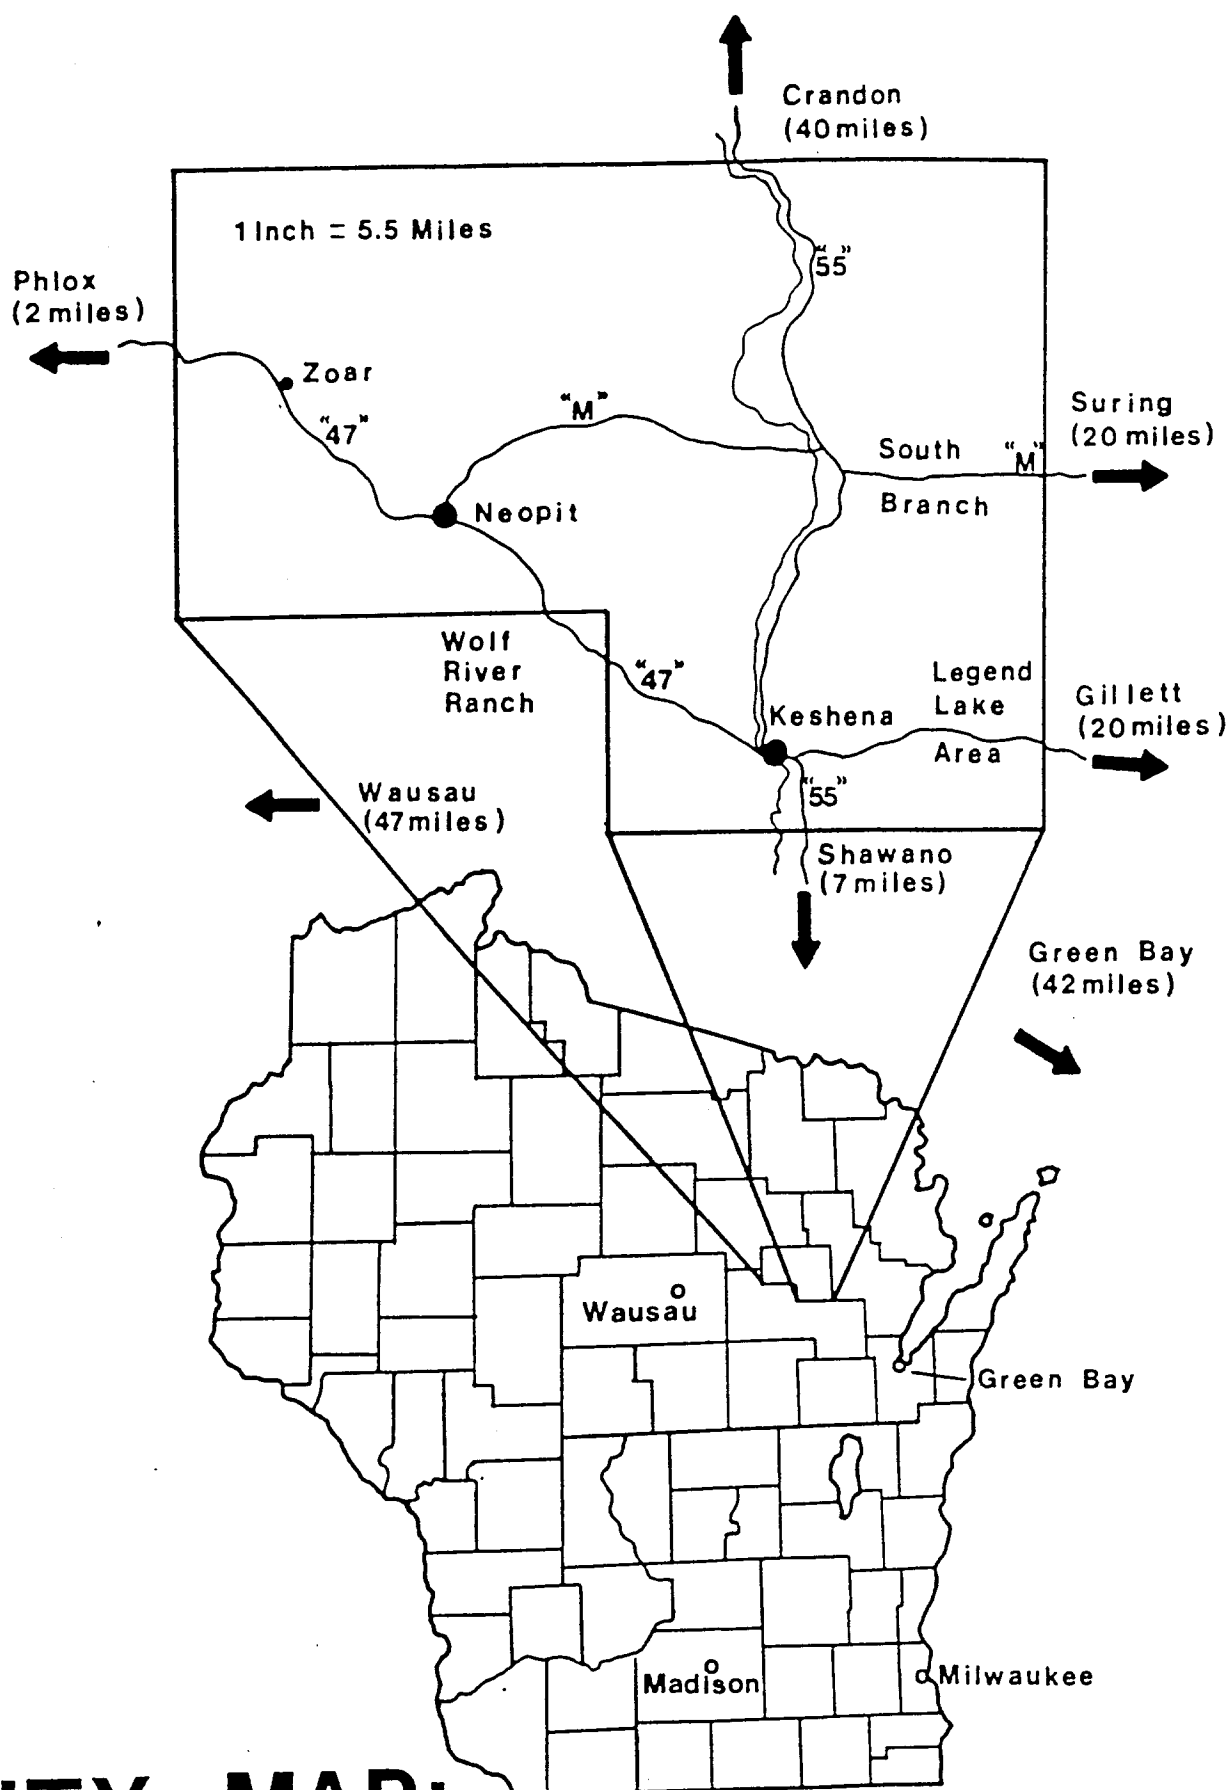 Crandon
(40 miles)
1 Inch = 5.5 Miles
"55"
Phlox
(2 miles)
Zoar
"47"
"M"
Suring
(20 miles)
South
"M"
Branch
Neopit
Wolf
River
Ranch
"47"
Legend
Lake
Area
Keshena
Gillett
(20 miles)
"55"
Wausau
(47 miles)
Shawano
(7 miles)
Green Bay
(42 miles)
Wausau
Green Bay
Madison
Milwaukee
MAP: